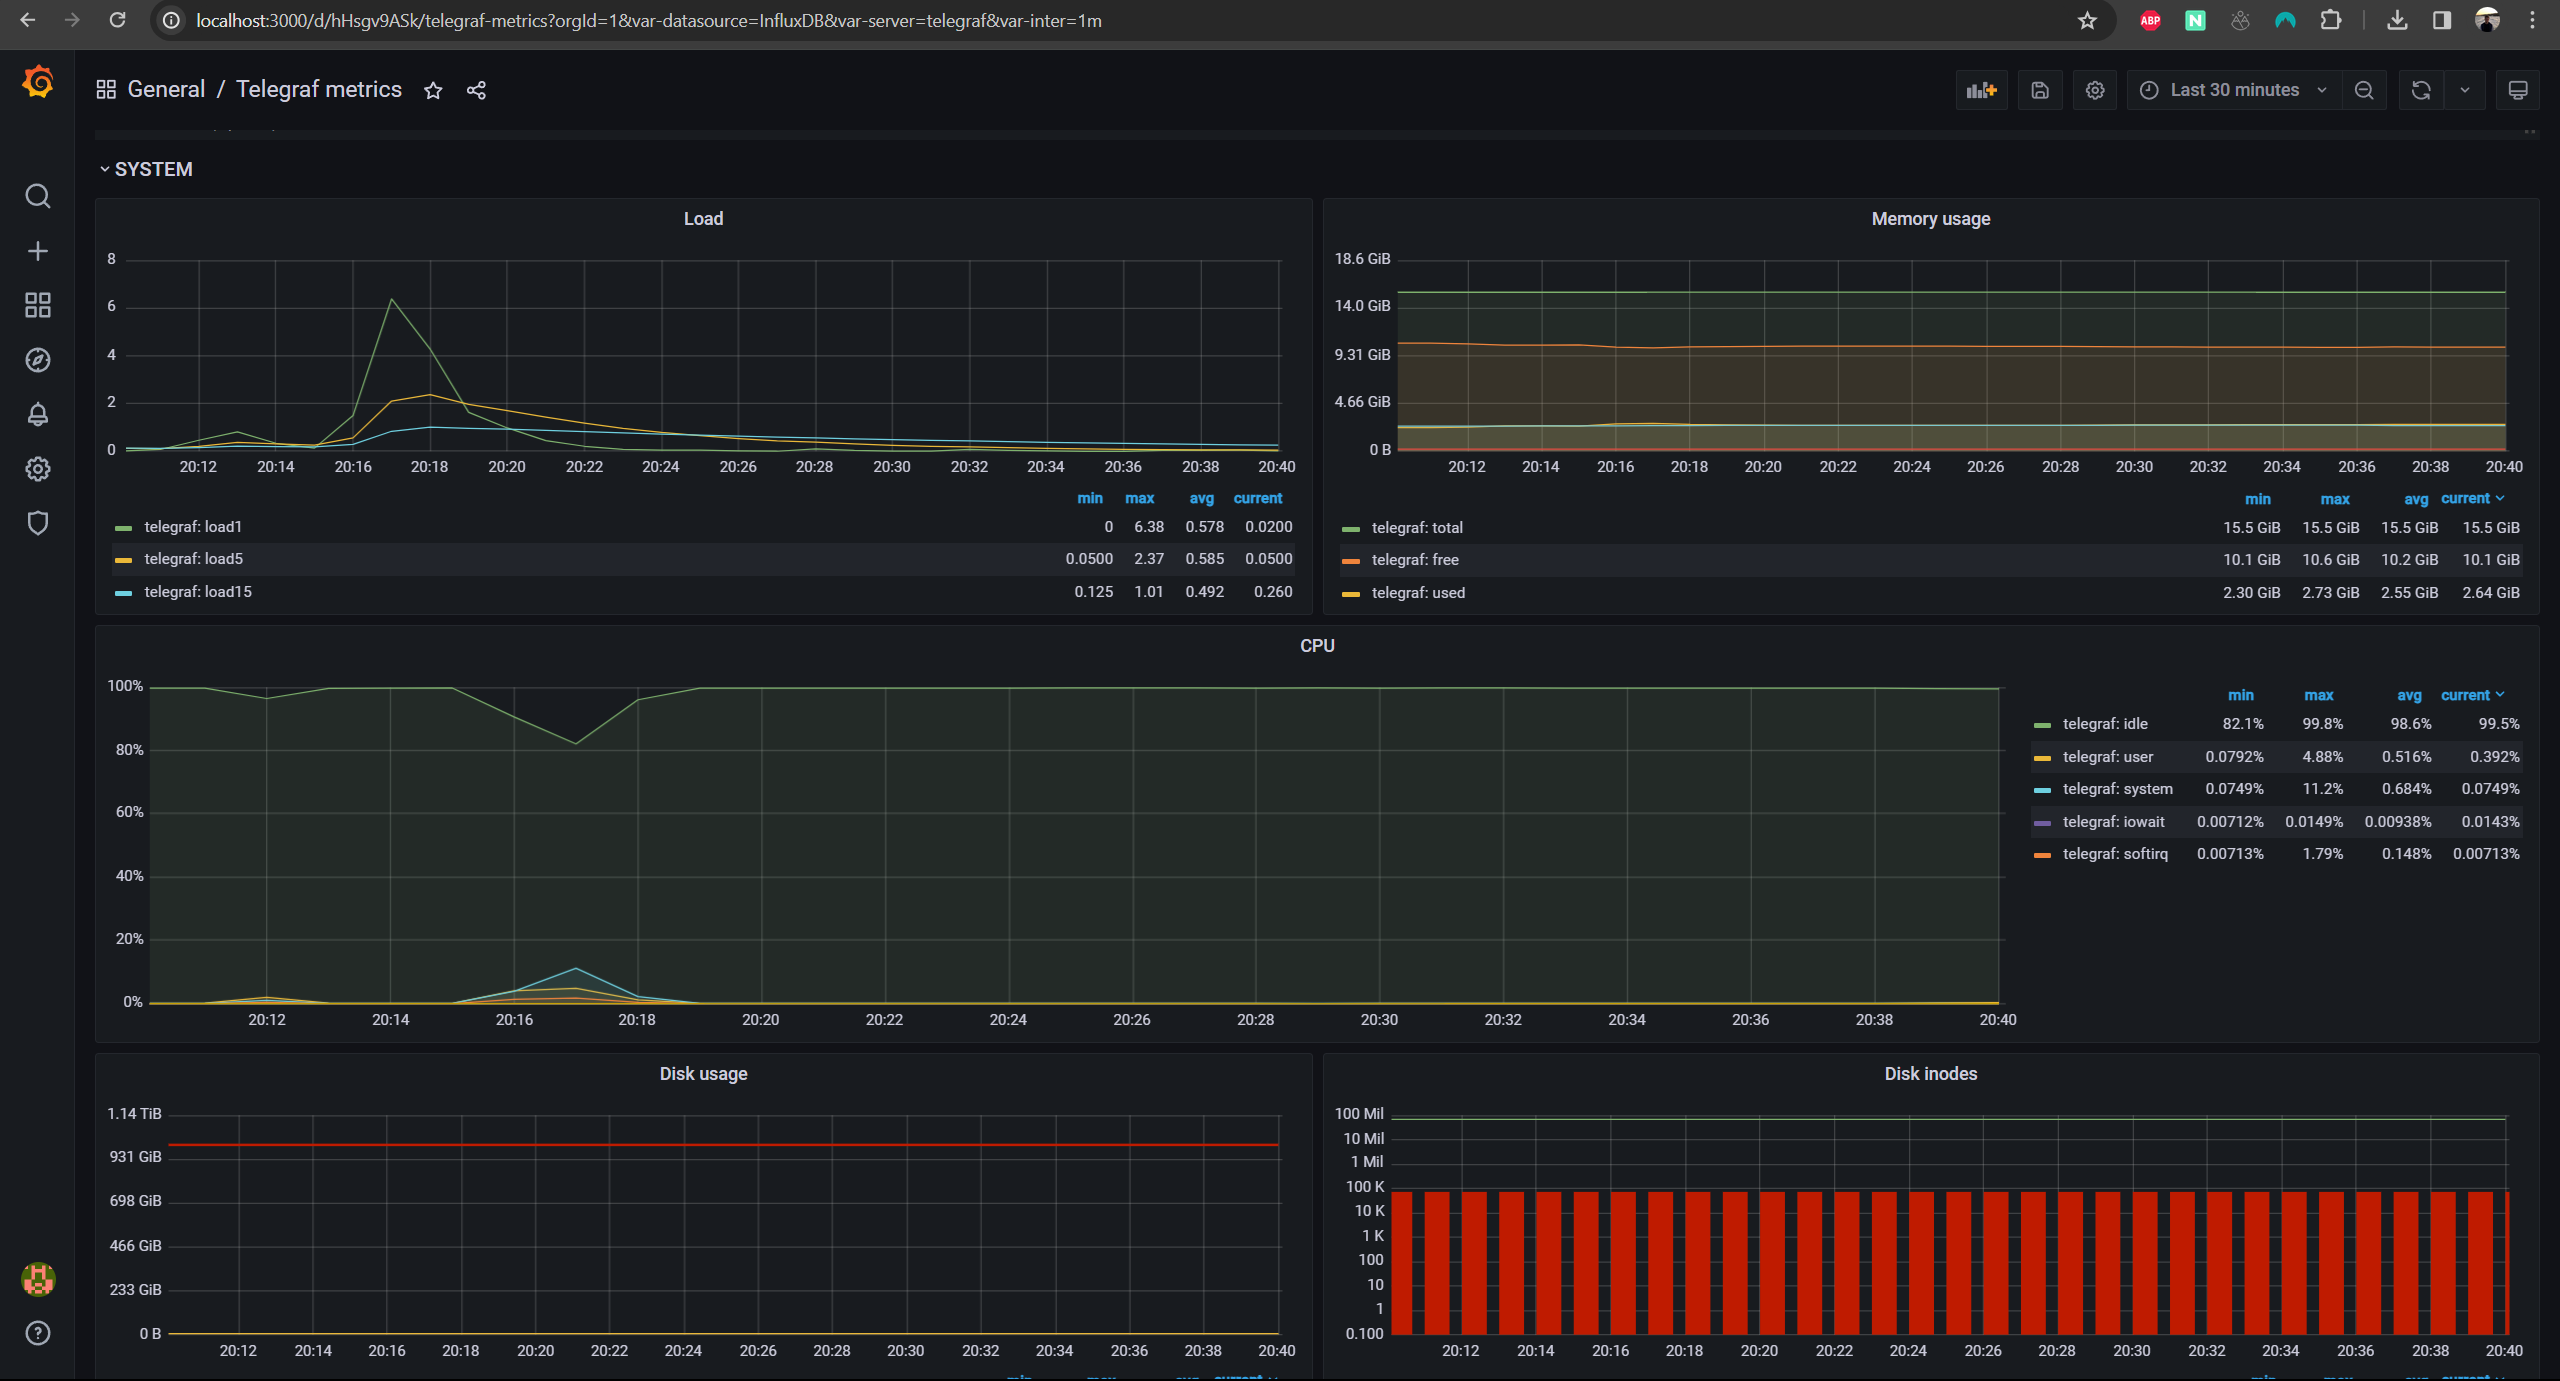 localhost:3000/d/hHsgv9ASk/telegraf-metrics?orgId=1&var-datasource=InfluxDB&var-server=telegraf&var-inter=1m
ABP
N
General / Telegraf metrics
Last 30 minutes
SYSTEM
Load
8
6
4
2
0
20:12 20:14 20:16 20:18 20:20 20:22 20:24 20:26 20:28 20:30 20:32 20:34 20:36 20:38 20:40
min max avg current
telegraf: load1 0 6.38 0.578 0.0200
telegraf: load5 0.0500 2.37 0.585 0.0500
telegraf: load15 0.125 1.01 0.492 0.260
Memory usage
18.6 GiB
14.0 GiB
9.31 GiB
4.66 GiB
0 B
20:12 20:14 20:16 20:18 20:20 20:22 20:24 20:26 20:28 20:30 20:32 20:34 20:36 20:38 20:40
min max avg current
telegraf: total 15.5 GiB 15.5 GiB 15.5 GiB 15.5 GiB
telegraf: free 10.1 GiB 10.6 GiB 10.2 GiB 10.1 GiB
telegraf: used 2.30 GiB 2.73 GiB 2.55 GiB 2.64 GiB
CPU
100%
80%
60%
40%
20%
0%
20:12 20:14 20:16 20:18 20:20 20:22 20:24 20:26 20:28 20:30 20:32 20:34 20:36 20:38 20:40
min max avg current
telegraf: idle 82.1% 99.8% 98.6% 99.5%
telegraf: user 0.0792% 4.88% 0.516% 0.392%
telegraf: system 0.0749% 11.2% 0.684% 0.0749%
telegraf: iowait 0.00712% 0.0149% 0.00938% 0.0143%
telegraf: softirq 0.00713% 1.79% 0.148% 0.00713%
Disk usage
1.14 TiB
931 GiB
698 GiB
466 GiB
233 GiB
0 B
20:12 20:14 20:16 20:18 20:20 20:22 20:24 20:26 20:28 20:30 20:32 20:34 20:36 20:38 20:40
Disk inodes
100 Mil
10 Mil
1 Mil
100 K
10 K
1 K
100
10
1
0.100
20:12 20:14 20:16 20:18 20:20 20:22 20:24 20:26 20:28 20:30 20:32 20:34 20:36 20:38 20:40